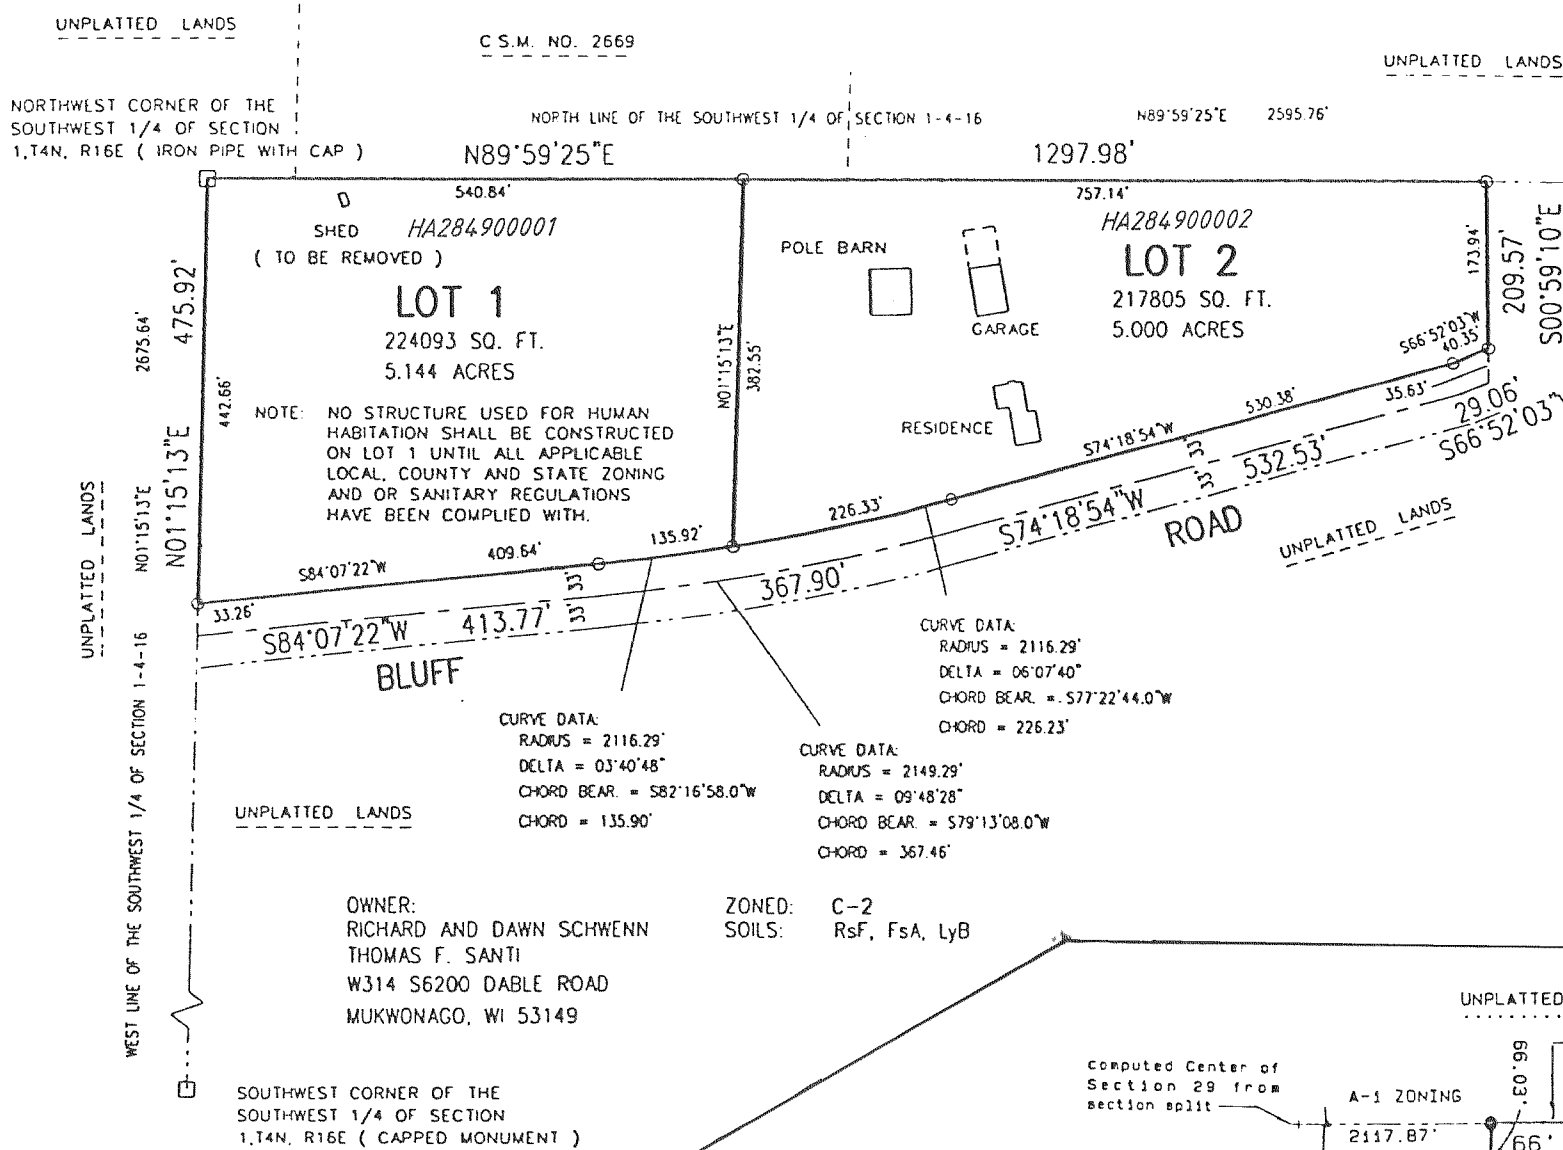 UNPLATTED LANDS
C S.M. NO. 2669
UNPLATTED LANDS
NORTHWEST CORNER OF THE
SOUTHWEST 1/4 OF SECTION
1,T4N, R16E ( IRON PIPE WITH CAP )
NORTH LINE OF THE SOUTHWEST 1/4 OF SECTION 1-4-16
N89°59'25"E 2595.76'
N89°59'25"E
1297.98'
540.84'
757.14'
SHED
( TO BE REMOVED )
HA284900001
LOT 1
224093 SQ. FT.
5.144 ACRES
NOTE: NO STRUCTURE USED FOR HUMAN
HABITATION SHALL BE CONSTRUCTED
ON LOT 1 UNTIL ALL APPLICABLE
LOCAL, COUNTY AND STATE ZONING
AND OR SANITARY REGULATIONS
HAVE BEEN COMPLIED WITH.
POLE BARN
GARAGE
RESIDENCE
HA284900002
LOT 2
217805 SQ. FT.
5.000 ACRES
173.94'
209.57'
S00°59'10"E
S66°52'03"W
40.35'
2675.64'
475.92'
442.66'
N01°15'13"E
N01°15'13"E
UNPLATTED LANDS
WEST LINE OF THE SOUTHWEST 1/4 OF SECTION 1-4-16
N01°15'13"E
382.55'
530.38'
35.63'
29.06'
S66°52'03"W
S74°18'54"W
33'
33'
532.53'
S74°18'54"W
ROAD
UNPLATTED LANDS
226.33'
135.92'
409.64'
S84°07'22"W
33.26'
33'
33'
367.90'
413.77'
S84°07'22"W
BLUFF
CURVE DATA:
RADIUS = 2116.29'
DELTA = 06°07'40"
CHORD BEAR. = S77°22'44.0"W
CHORD = 226.23'
CURVE DATA:
RADIUS = 2116.29'
DELTA = 03°40'48"
CHORD BEAR. = S82°16'58.0"W
CHORD = 135.90'
CURVE DATA:
RADIUS = 2149.29'
DELTA = 09°48'28"
CHORD BEAR. = S79°13'08.0"W
CHORD = 367.46'
UNPLATTED LANDS
OWNER:
RICHARD AND DAWN SCHWENN
THOMAS F. SANTI
W314 S6200 DABLE ROAD
MUKWONAGO, WI 53149
ZONED: C-2
SOILS: RsF, FsA, LyB
SOUTHWEST CORNER OF THE
SOUTHWEST 1/4 OF SECTION
1,T4N, R16E ( CAPPED MONUMENT )
UNPLATTED
Computed Center of
Section 29 from
section split
A-1 ZONING
2117.87'
66.03'
66'